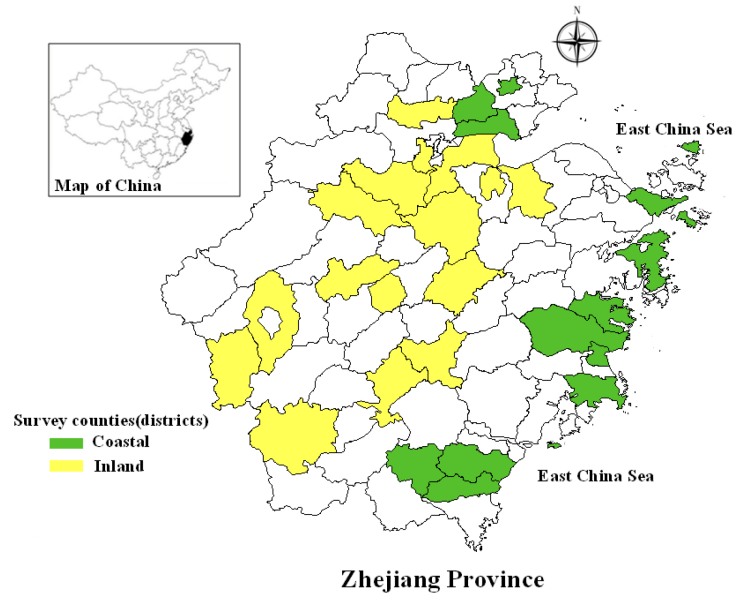 N
East China Sea
Map of China
Survey counties(districts)
Coastal
Inland
East China Sea
Zhejiang Province